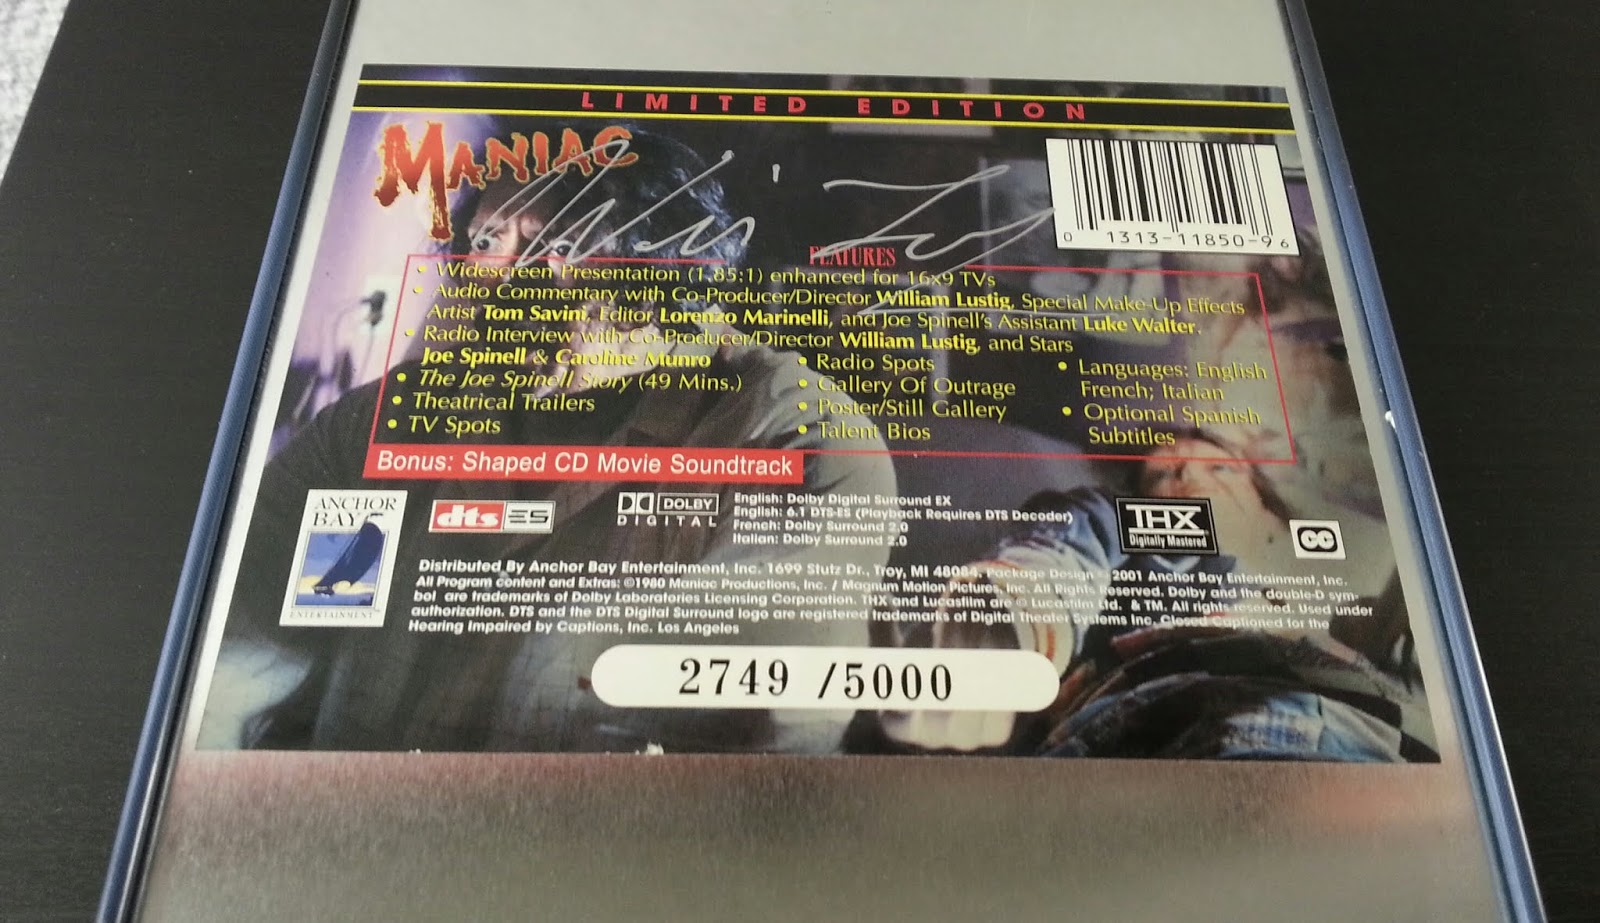 LIMITED EDITION
MANIAC
0 1313-11850-9 6
FEATURES
• Widescreen Presentation (1.85:1) enhanced for 16x9 TVs
• Audio Commentary with Co-Producer/Director William Lustig, Special Make-Up Effects
Artist Tom Savini, Editor Lorenzo Marinelli, and Joe Spinell's Assistant Luke Walter.
• Radio Interview with Co-Producer/Director William Lustig, and Stars
Joe Spinell & Caroline Munro
• The Joe Spinell Story (49 Mins.)
• Theatrical Trailers
• TV Spots
• Radio Spots
• Gallery Of Outrage
• Poster/Still Gallery
• Talent Bios
• Languages: English
French; Italian
• Optional Spanish
Subtitles
Bonus: Shaped CD Movie Soundtrack
ANCHOR
BAY
ENTERTAINMENT
dts ES
DOLBY
DIGITAL
English: Dolby Digital Surround EX
English: 6.1 DTS-ES (Playback Requires DTS Decoder)
French: Dolby Surround 2.0
Italian: Dolby Surround 2.0
THX
Digitally Mastered
CC
Distributed By Anchor Bay Entertainment, Inc. 1699 Stutz Dr., Troy, MI 48084. Package Design © 2001 Anchor Bay Entertainment, Inc.
All Program content and Extras: ©1980 Maniac Productions, Inc. / Magnum Motion Pictures, Inc. All Rights Reserved. Dolby and the double-D sym-
bol are trademarks of Dolby Laboratories Licensing Corporation. THX and Lucasfilm are © Lucasfilm Ltd. & TM. All rights reserved. Used under
authorization. DTS and the DTS Digital Surround logo are registered trademarks of Digital Theater Systems Inc. Closed Captioned for the
Hearing Impaired by Captions, Inc. Los Angeles
2749 /5000